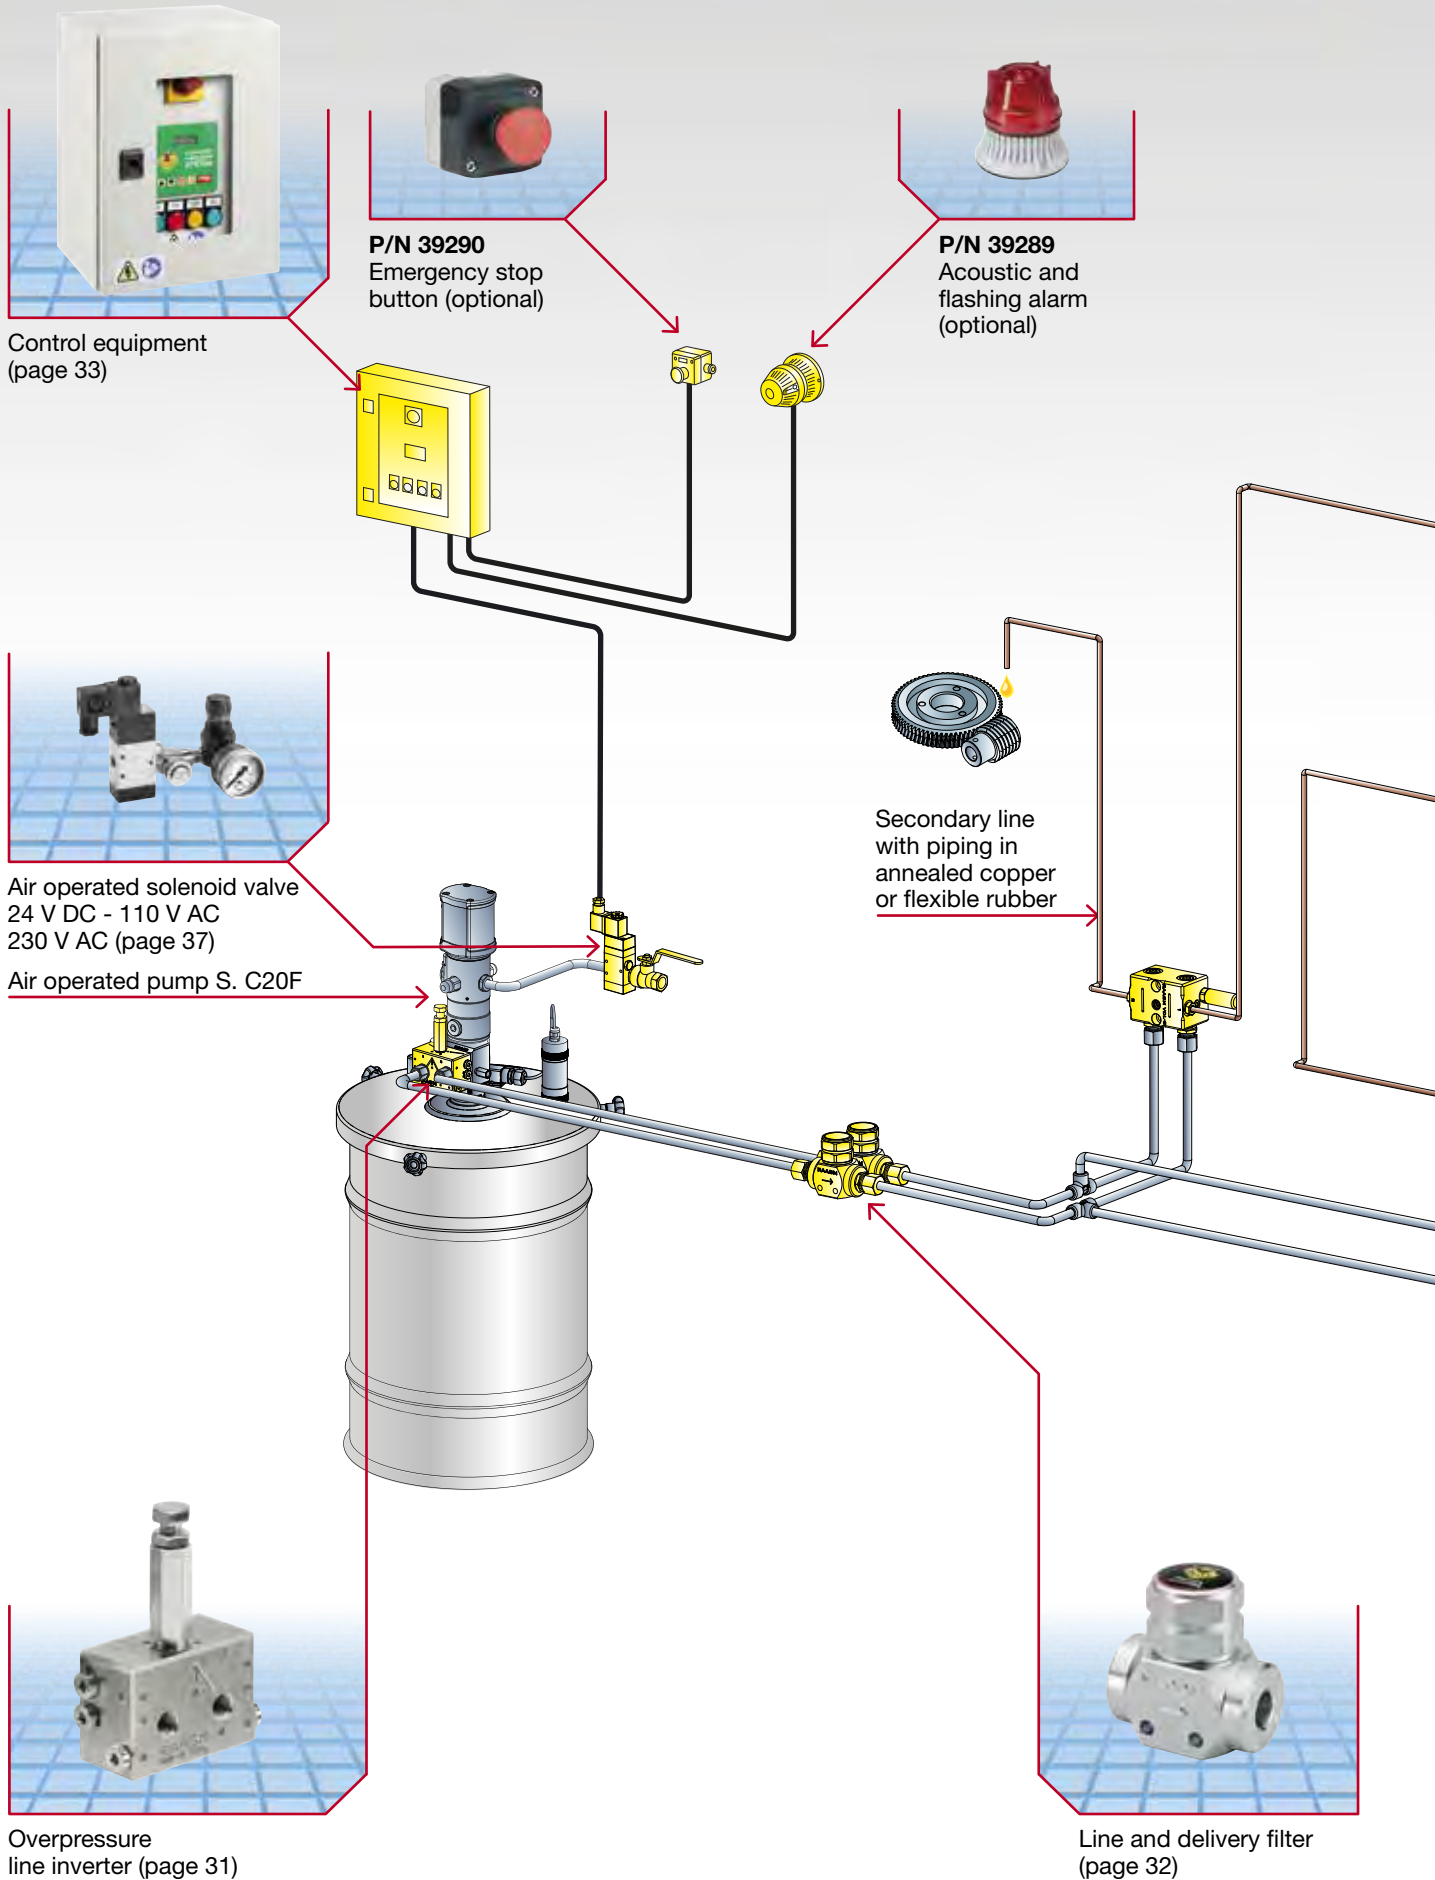 P/N 39290
Emergency stop
button (optional)
P/N 39289
Acoustic and
flashing alarm
(optional)
Control equipment
(page 33)
Secondary line
with piping in
annealed copper
or flexible rubber
Air operated solenoid valve
24 V DC - 110 V AC
230 V AC (page 37)
Air operated pump S. C20F
Overpressure
line inverter (page 31)
Line and delivery filter
(page 32)